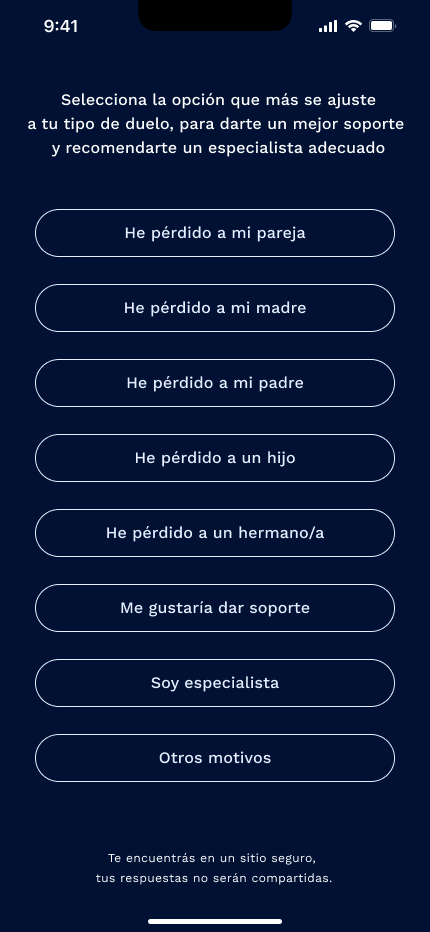 9:41
Selecciona la opción que más se ajuste
a tu tipo de duelo, para darte un mejor soporte
y recomendarte un especialista adecuado
He pérdido a mi pareja
He pérdido a mi madre
He pérdido a mi padre
He pérdido a un hijo
He pérdido a un hermano/a
Me gustaría dar soporte
Soy especialista
Otros motivos
Te encuentrás en un sitio seguro,
tus respuestas no serán compartidas.